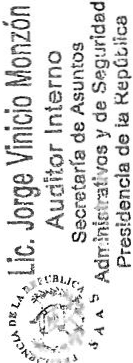 Lic. Jorge Vinicio Monzón
Auditor Interno
Secretaría de Asuntos
Administrativos y de Seguridad
Presidencia de la República
S A A S